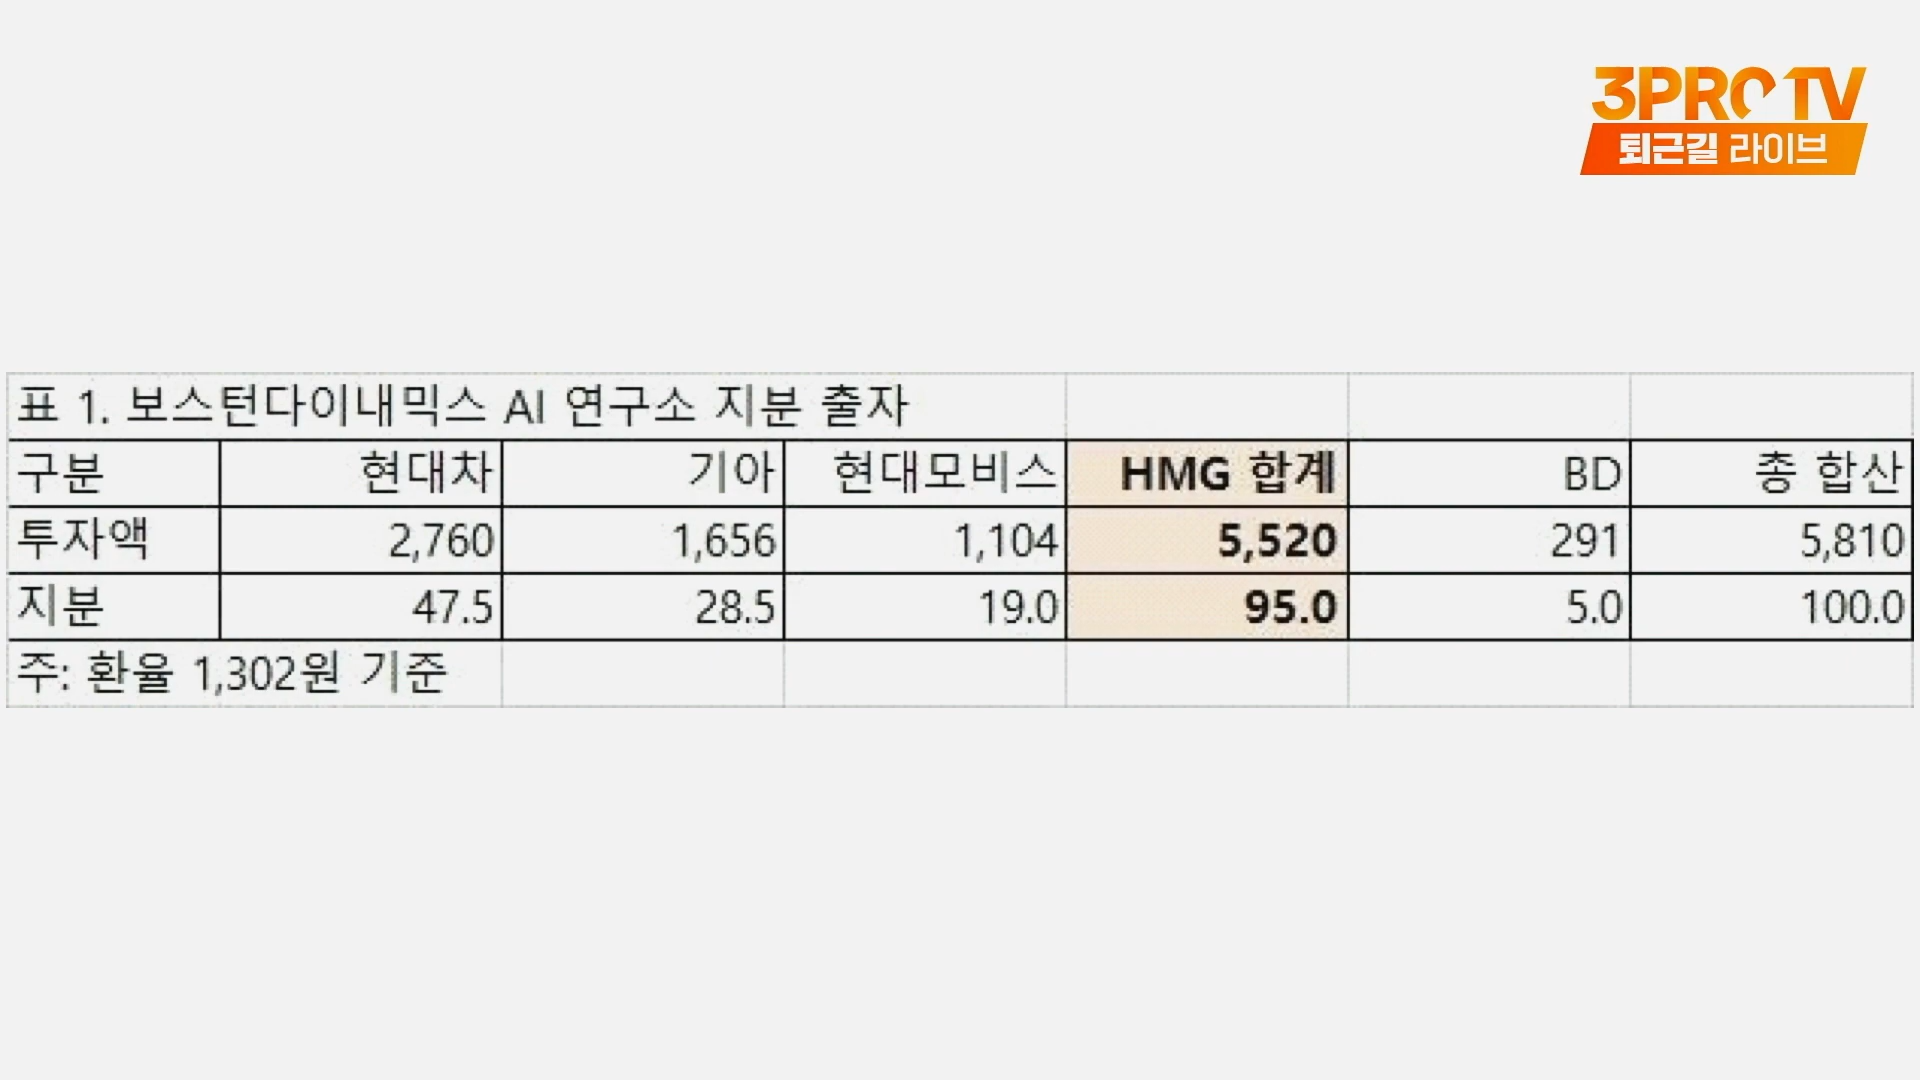 3PRO TV
퇴근길 라이브
표 1. 보스턴다이내믹스 AI 연구소 지분 출자
구분 현대차 기아 현대모비스 HMG 합계 BD 총 합산
투자액 2,760 1,656 1,104 5,520 291 5,810
지분 47.5 28.5 19.0 95.0 5.0 100.0
주: 환율 1,302원 기준